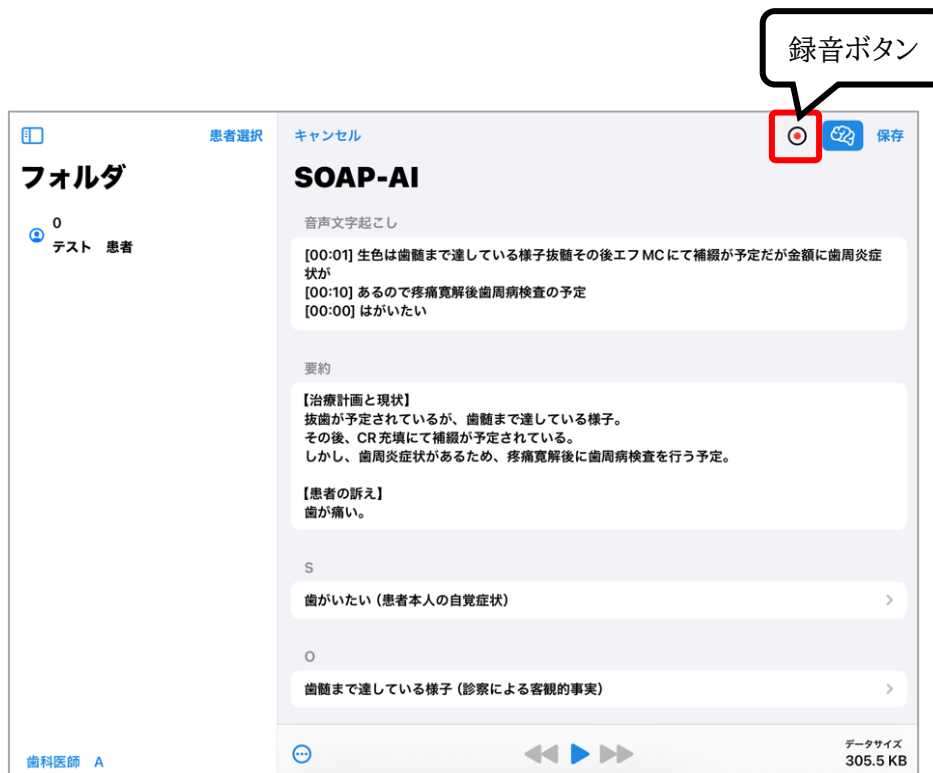 録音ボタン
患者選択
フォルダ
0
テスト 患者
歯科医師 A
キャンセル
保存
SOAP-AI
音声文字起こし
[00:01] 生色は歯髄まで達している様子抜髄その後エフMCにて補綴が予定だが金額に歯周炎症
状が
[00:10] あるので疼痛寛解後歯周病検査の予定
[00:00] はがいたい
要約
【治療計画と現状】
抜歯が予定されているが、歯髄まで達している様子。
その後、CR充填にて補綴が予定されている。
しかし、歯周炎症状があるため、疼痛寛解後に歯周病検査を行う予定。
【患者の訴え】
歯が痛い。
S
歯がいたい（患者本人の自覚症状）
O
歯髄まで達している様子（診察による客観的事実）
データサイズ
305.5 KB